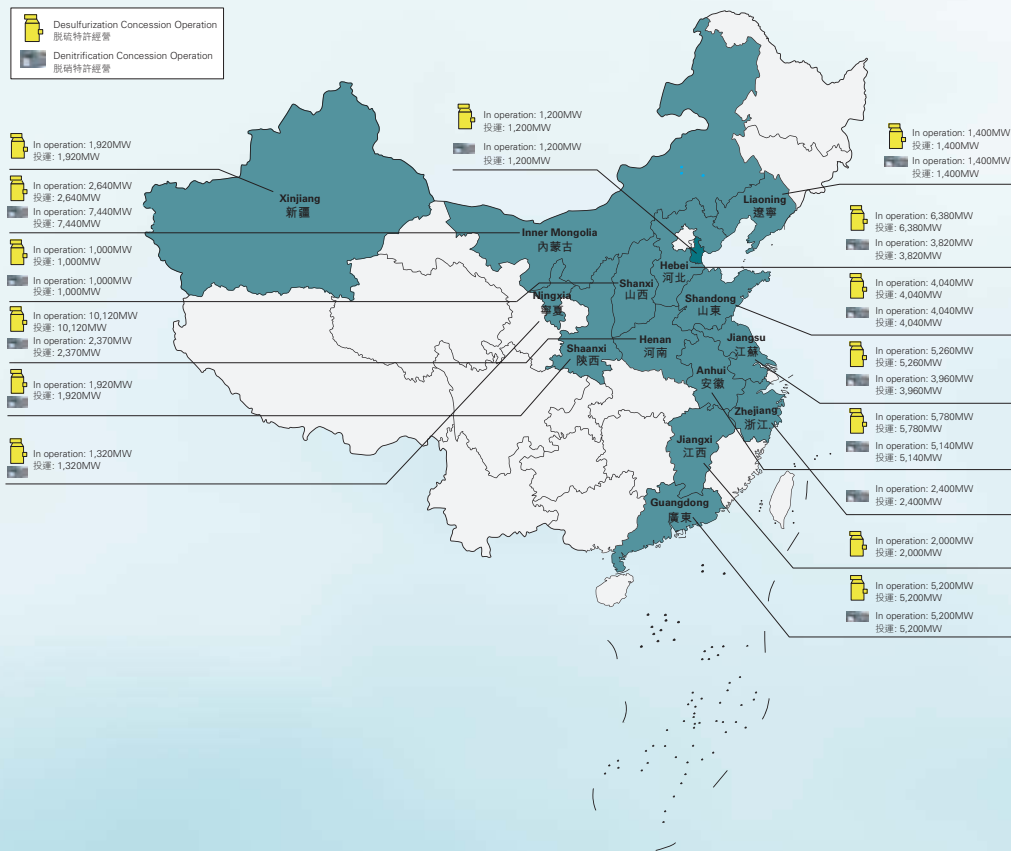 Desulfurization Concession Operation
脱硫特許經營
Denitrification Concession Operation
脱硝特許經營
In operation: 1,920MW
投運: 1,920MW
In operation: 2,640MW
投運: 2,640MW
In operation: 7,440MW
投運: 7,440MW
In operation: 1,000MW
投運: 1,000MW
In operation: 1,000MW
投運: 1,000MW
In operation: 10,120MW
投運: 10,120MW
In operation: 2,370MW
投運: 2,370MW
In operation: 1,920MW
投運: 1,920MW
In operation: 1,320MW
投運: 1,320MW
In operation: 1,200MW
投運: 1,200MW
In operation: 1,200MW
投運: 1,200MW
Xinjiang
新疆
Inner Mongolia
內蒙古
Ningxia
寧夏
Shaanxi
陝西
Shanxi
山西
Hebei
河北
Henan
河南
Liaoning
遼寧
Shandong
山東
Jiangsu
江蘇
Anhui
安徽
Zhejiang
浙江
Jiangxi
江西
Guangdong
廣東
In operation: 1,400MW
投運: 1,400MW
In operation: 1,400MW
投運: 1,400MW
In operation: 6,380MW
投運: 6,380MW
In operation: 3,820MW
投運: 3,820MW
In operation: 4,040MW
投運: 4,040MW
In operation: 4,040MW
投運: 4,040MW
In operation: 5,260MW
投運: 5,260MW
In operation: 3,960MW
投運: 3,960MW
In operation: 5,780MW
投運: 5,780MW
In operation: 5,140MW
投運: 5,140MW
In operation: 2,400MW
投運: 2,400MW
In operation: 2,000MW
投運: 2,000MW
In operation: 5,200MW
投運: 5,200MW
In operation: 5,200MW
投運: 5,200MW